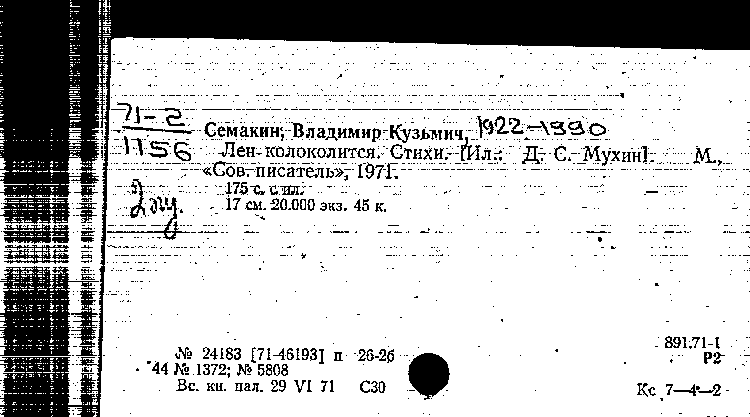 71-2
1156
Семакин, Владимир Кузьмич, 1922-1990
Лен колоколится. Стихи. [Ил.: Д. С. Мухин]. М.,
«Сов. писатель», 1971.
175 с. с ил.
17 см. 20.000 экз. 45 к.
2 экз.
891.71-1
№ 24183 [71-46193] п 26-26
Р2
44 № 1372; № 5808
Вс. кн. пал. 29 VI 71 С30
Кс 7—4—2